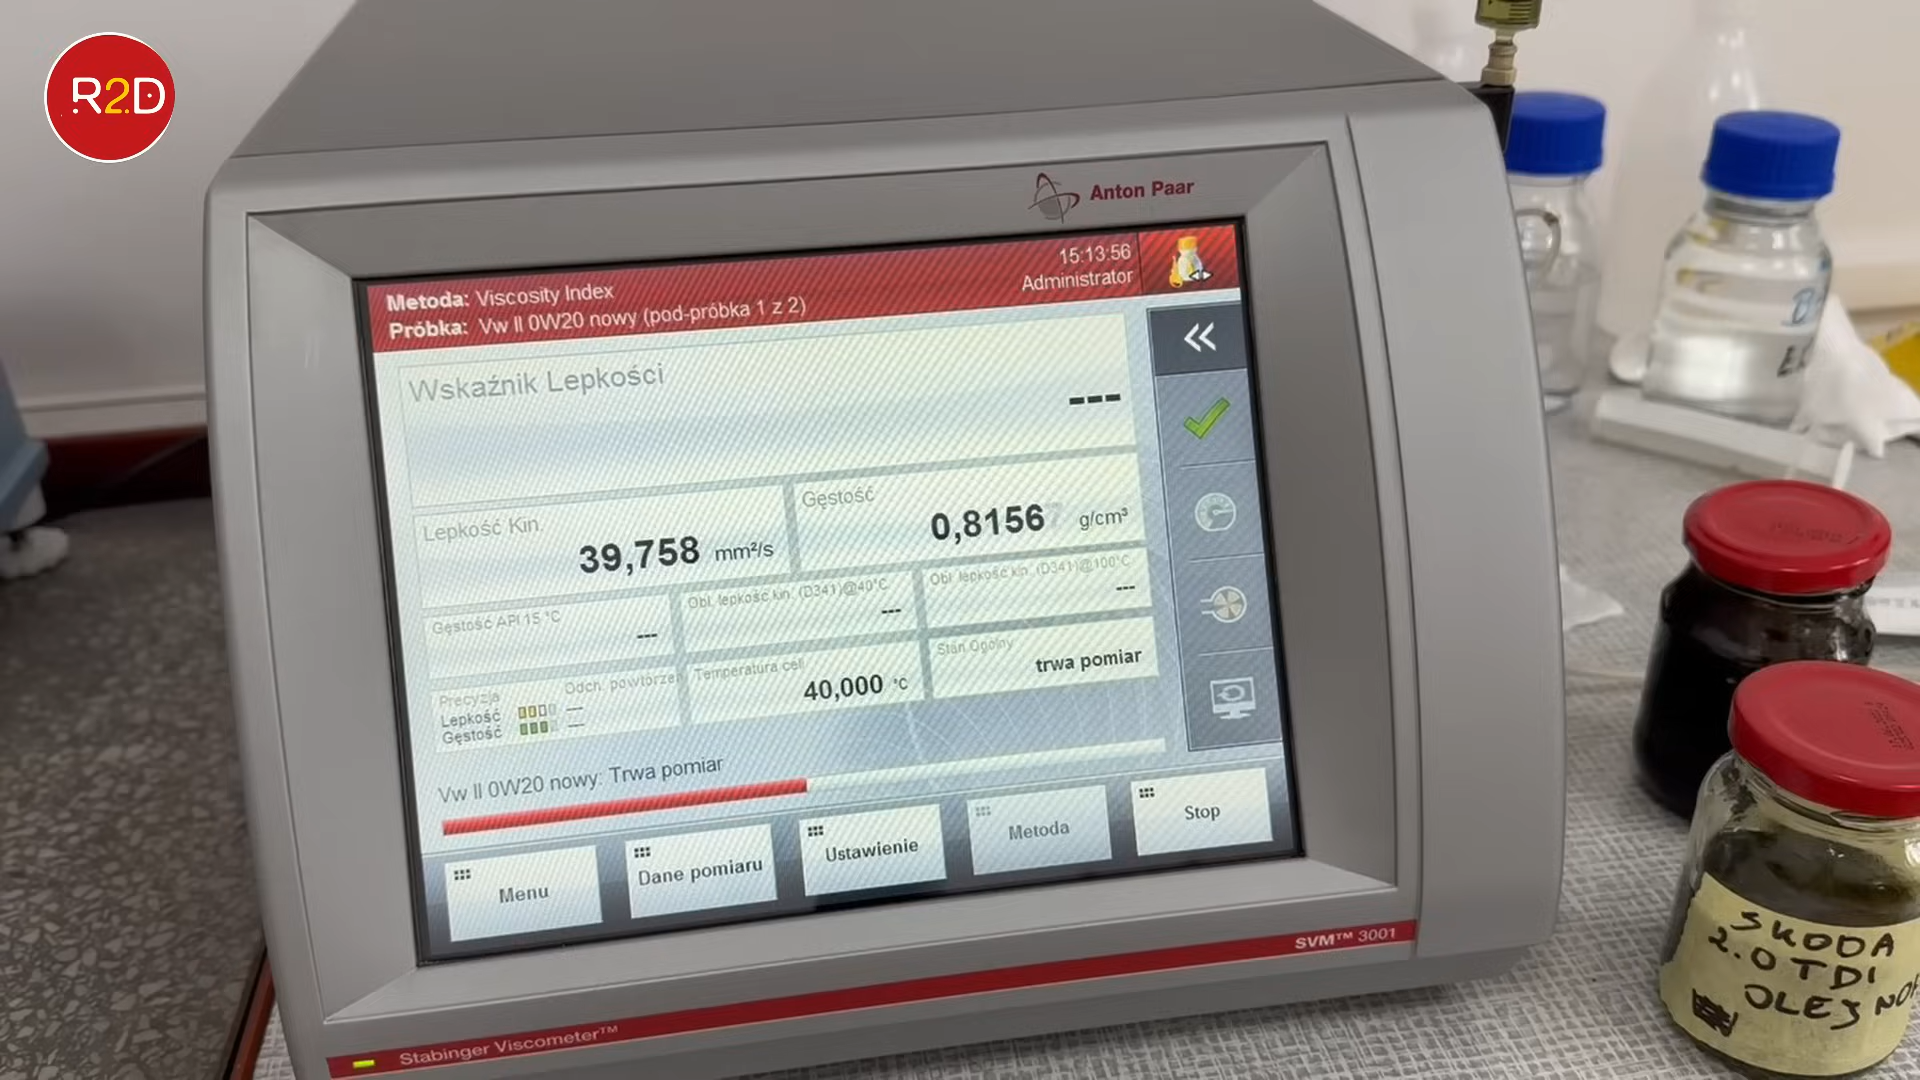 R2D
Anton Paar
15:13:56
Administrator
Metoda: Viscosity Index
Próbka: Vw II 0W20 nowy (pod-próbka 1 z 2)
Wskaźnik Lepkości
---
Lepkość Kin.
39,758 mm²/s
Gęstość
0,8156 g/cm³
Gęstość API 15 °C
---
Obl. lepkość kin. (D341)@40°C
---
Obl. lepkość kin. (D341)@100°C
---
Precyzja
Odch. powtórzeń
Lepkość
---
Gęstość
---
Temperatura celi
40,000 °C
Stan Ogólny
trwa pomiar
Vw II 0W20 nowy: Trwa pomiar
Menu
Dane pomiaru
Ustawienie
Metoda
Stop
SVM™ 3001
Stabinger Viscometer™
SKODA
2.0 TDI
OLEJ